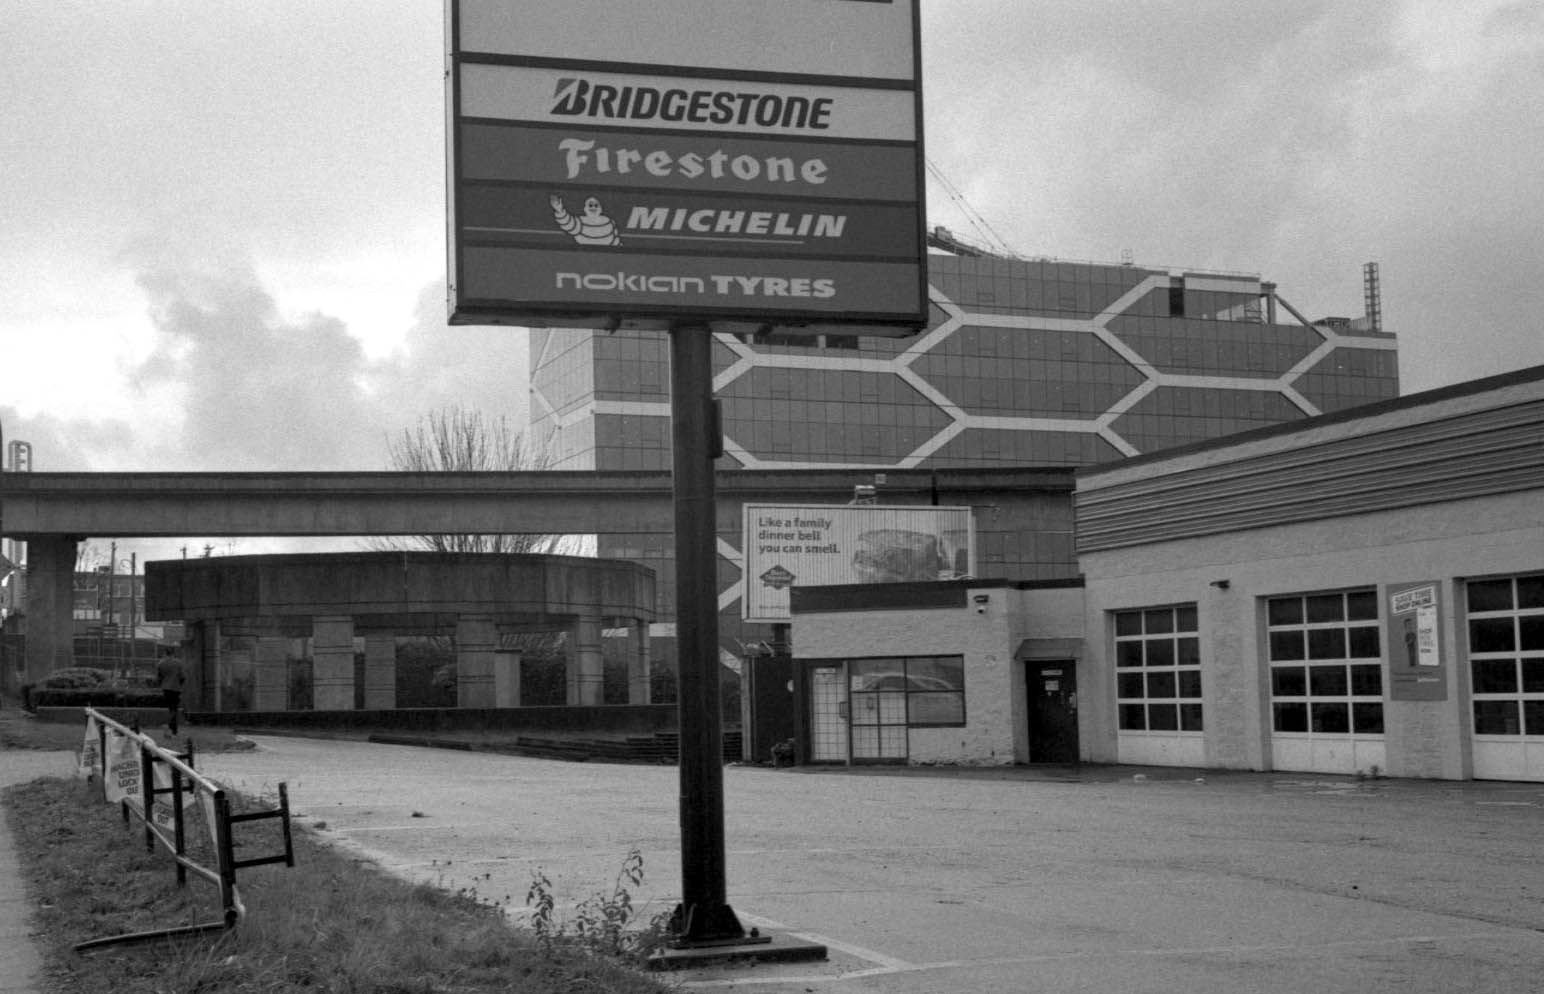 BRIDGESTONE
Firestone
MICHELIN
nokian TYRES
Like a family
dinner bell
you can smell.